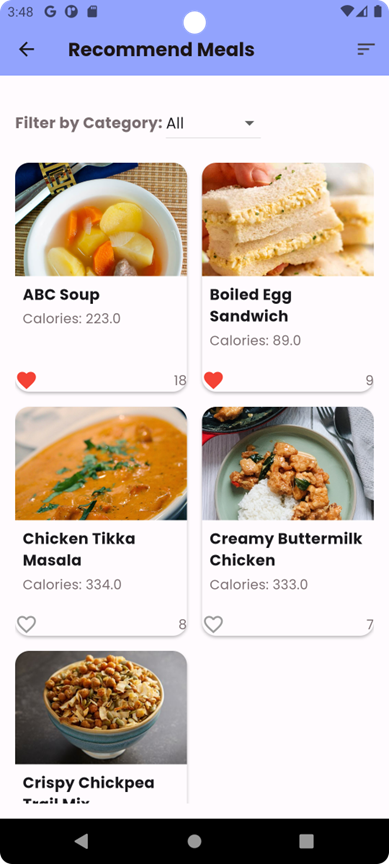 3:48
Recommend Meals
Filter by Category: All
ABC Soup
Calories: 223.0
18
Boiled Egg
Sandwich
Calories: 89.0
9
Chicken Tikka
Masala
Calories: 334.0
8
Creamy Buttermilk
Chicken
Calories: 333.0
7
Crispy Chickpea
Trail Mix